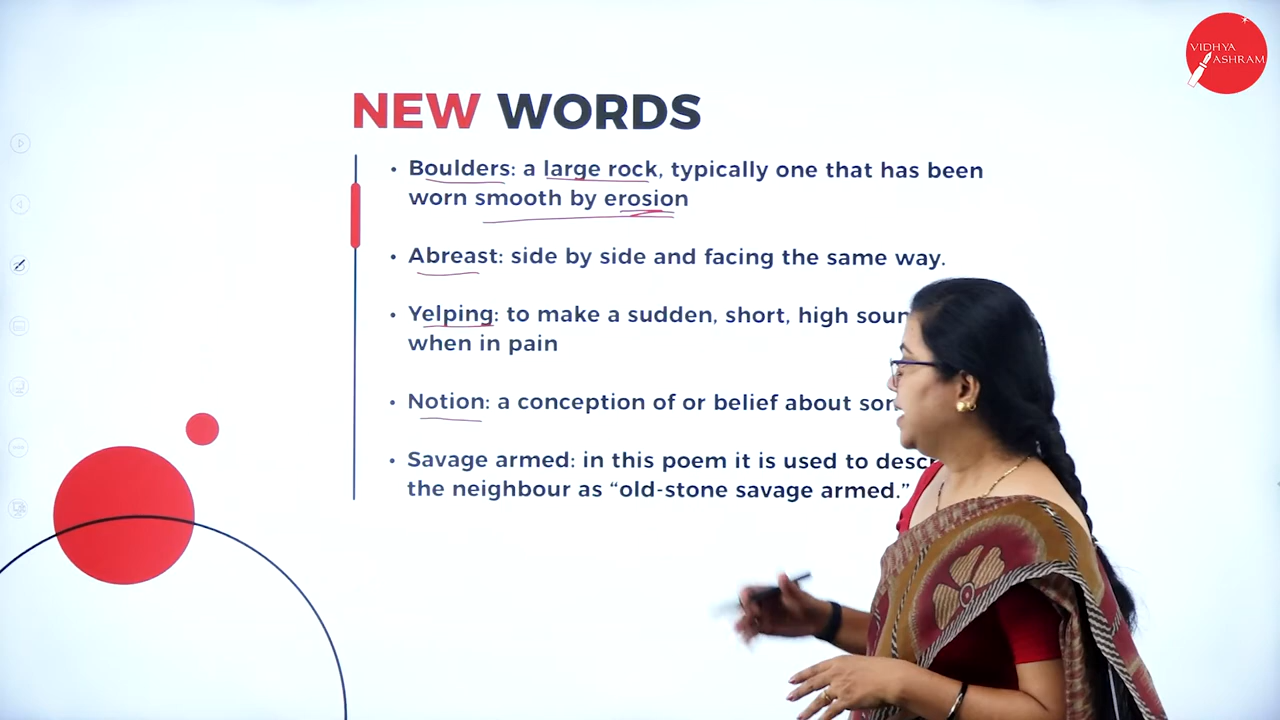 VIDHYA
ASHRAM
NEW WORDS
• Boulders: a large rock, typically one that has been
worn smooth by erosion
• Abreast: side by side and facing the same way.
• Yelping: to make a sudden, short, high
when in pain
• Notion: a conception of or belief about
• Savage armed: in this poem it is used to
the neighbour as “old-stone savage armed.”